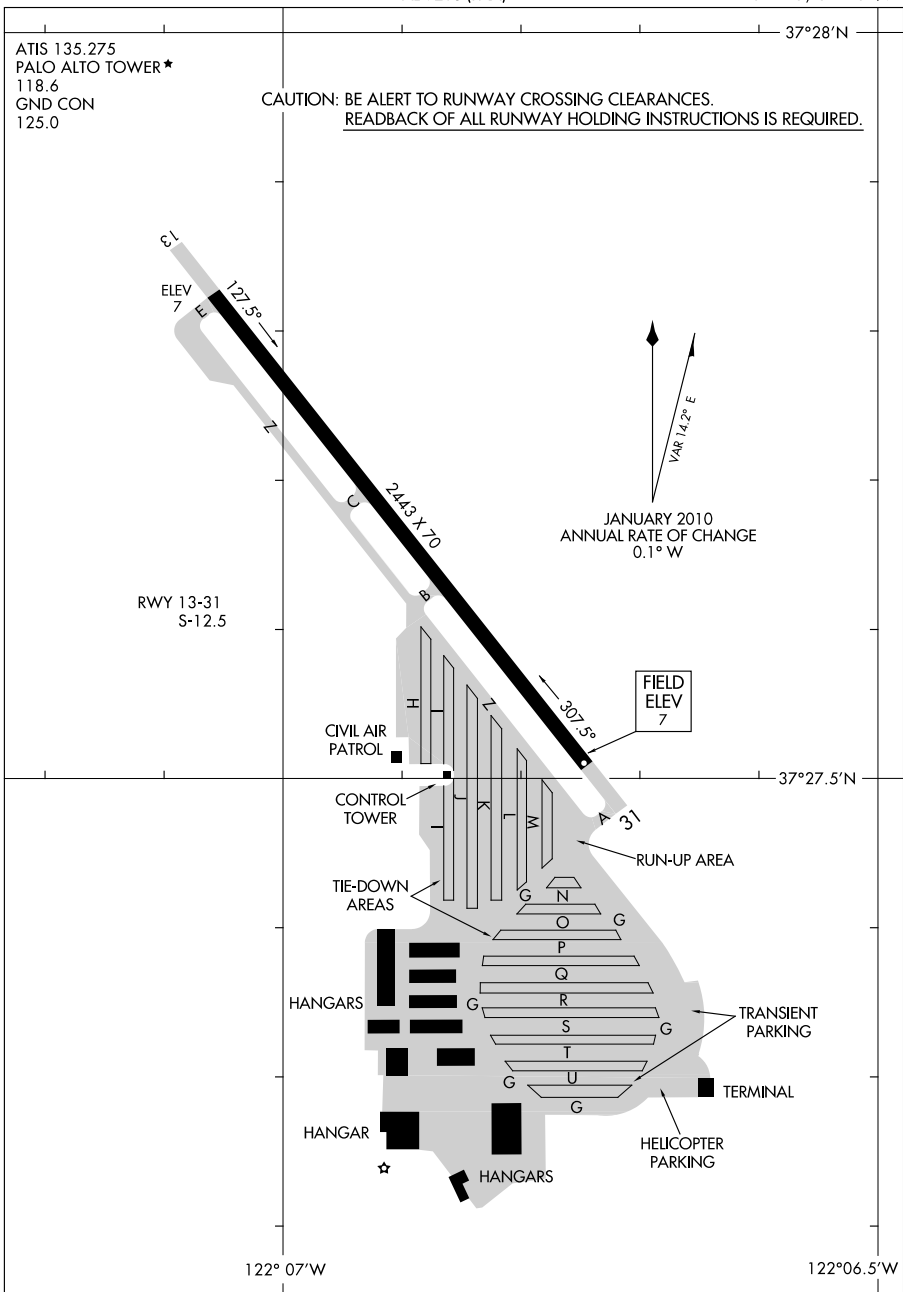 37°28'N
ATIS 135.275
PALO ALTO TOWER★
118.6
GND CON
125.0
CAUTION: BE ALERT TO RUNWAY CROSSING CLEARANCES.
READBACK OF ALL RUNWAY HOLDING INSTRUCTIONS IS REQUIRED.
13
ELEV
7
E
127.5°
VAR 14.2° E
JANUARY 2010
ANNUAL RATE OF CHANGE
0.1° W
Z
C
2443 X 70
B
RWY 13-31
S-12.5
H
I
Z
307.5°
FIELD
ELEV
7
CIVIL AIR
PATROL
37°27.5'N
CONTROL
TOWER
I
J
K
L
M
A
31
RUN-UP AREA
TIE-DOWN
AREAS
G
N
G
O
P
Q
HANGARS
G
R
S
G
TRANSIENT
PARKING
T
G
U
TERMINAL
G
HANGAR
HELICOPTER
PARKING
HANGARS
122° 07'W
122°06.5'W